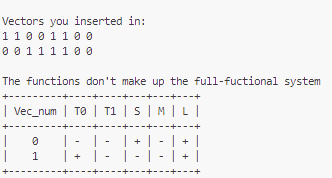 Vectors you inserted in:
1 1 0 0 1 1 0 0
0 0 1 1 1 1 0 0
The functions don't make up the full-fuctional system
+---------+----+----+---+---+---+
| Vec_num | T0 | T1 | S | M | L |
+---------+----+----+---+---+---+
| 0 | - | - | + | - | + |
| 1 | + | - | - | - | + |
+---------+----+----+---+---+---+